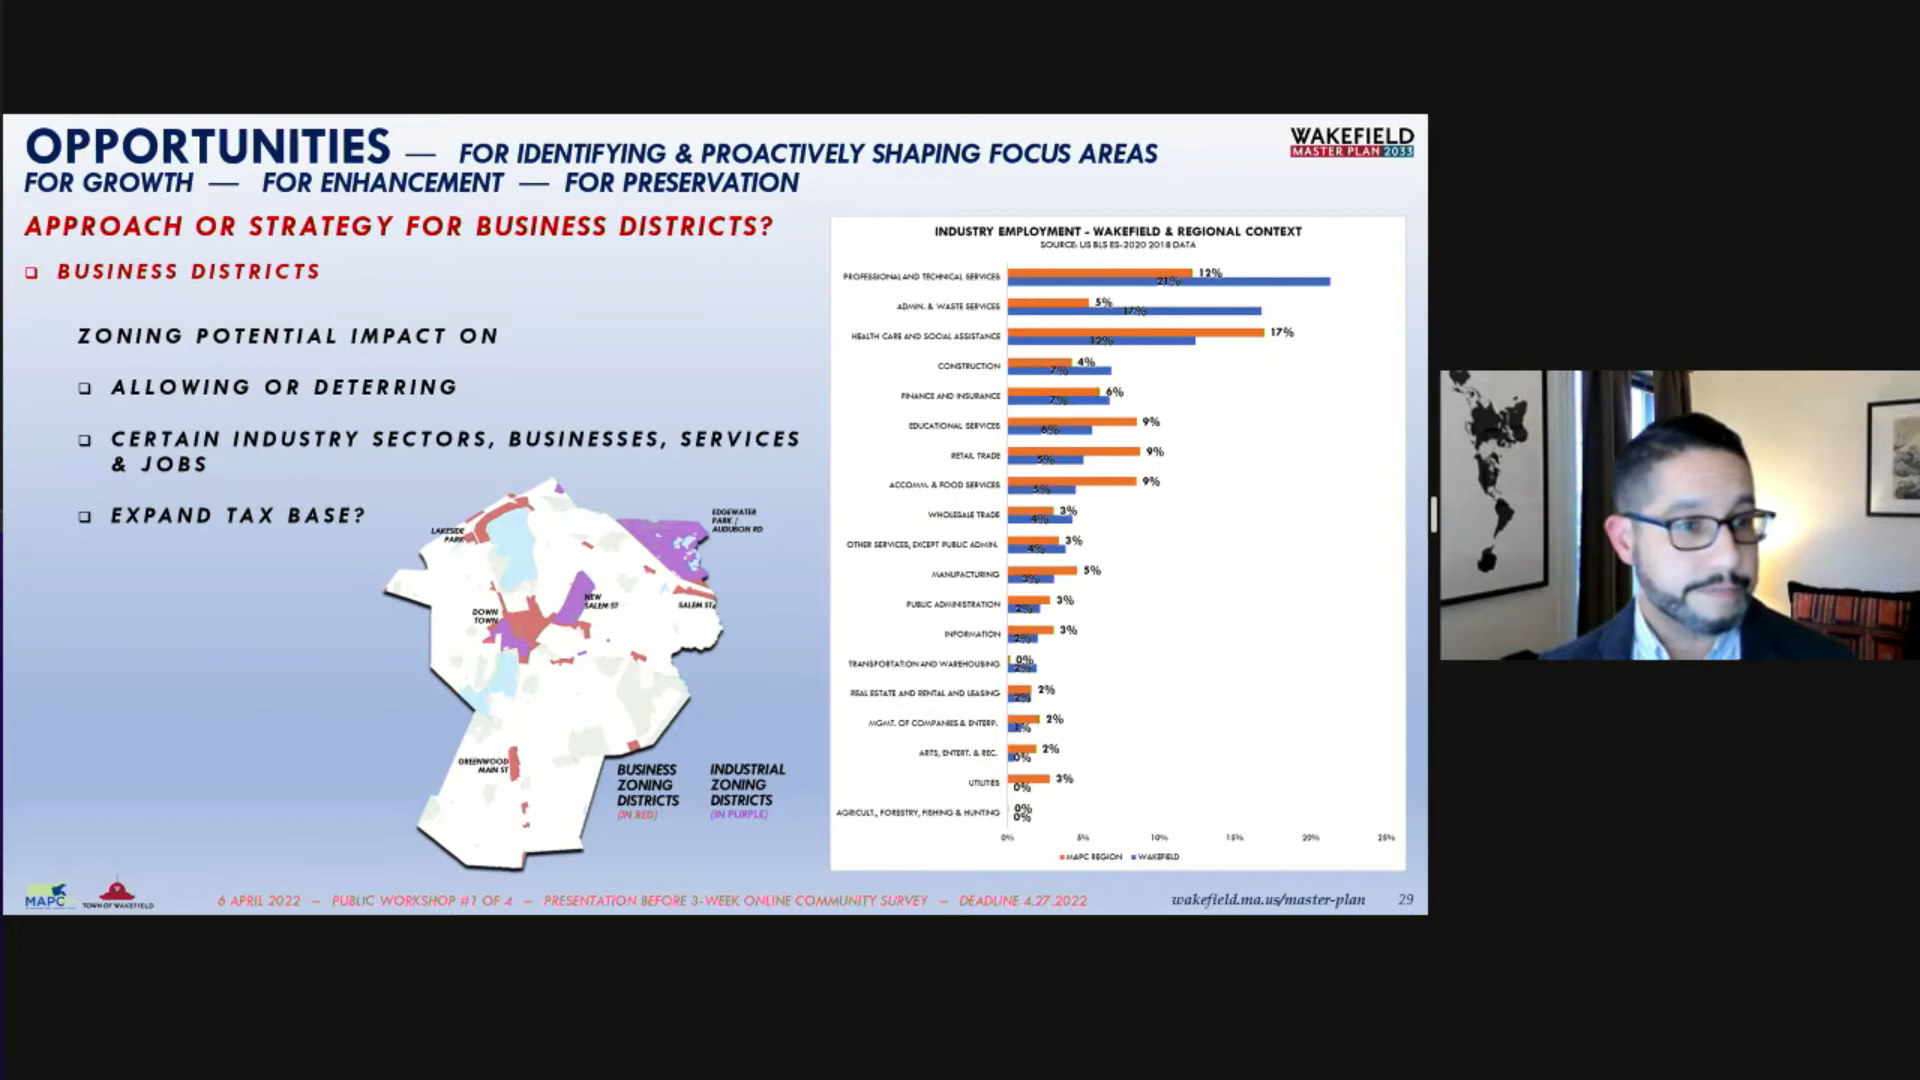 OPPORTUNITIES — FOR IDENTIFYING & PROACTIVELY SHAPING FOCUS AREAS
FOR GROWTH — FOR ENHANCEMENT — FOR PRESERVATION
WAKEFIELD
MASTER PLAN 2033
APPROACH OR STRATEGY FOR BUSINESS DISTRICTS?
BUSINESS DISTRICTS
ZONING POTENTIAL IMPACT ON
ALLOWING OR DETERRING
CERTAIN INDUSTRY SECTORS, BUSINESSES, SERVICES
& JOBS
EXPAND TAX BASE?
LAKESIDE
PARK
EDGEWATER
PARK /
AUDUBON RD
DOWN
TOWN
NEW
SALEM ST
SALEM ST
GREENWOOD
MAIN ST
BUSINESS
ZONING
DISTRICTS
(IN RED)
INDUSTRIAL
ZONING
DISTRICTS
(IN PURPLE)
INDUSTRY EMPLOYMENT - WAKEFIELD & REGIONAL CONTEXT
SOURCE: US BLS ES-2020 2018 DATA
PROFESSIONAL AND TECHNICAL SERVICES 12% 21%
ADMIN. & WASTE SERVICES 5% 17%
HEALTH CARE AND SOCIAL ASSISTANCE 17% 12%
CONSTRUCTION 4% 7%
FINANCE AND INSURANCE 6% 7%
EDUCATIONAL SERVICES 9% 6%
RETAIL TRADE 9% 5%
ACCOMM. & FOOD SERVICES 9% 5%
WHOLESALE TRADE 3% 4%
OTHER SERVICES, EXCEPT PUBLIC ADMIN. 3% 4%
MANUFACTURING 5% 3%
PUBLIC ADMINISTRATION 3% 2%
INFORMATION 3% 2%
TRANSPORTATION AND WAREHOUSING 0% 2%
REAL ESTATE AND RENTAL AND LEASING 2% 2%
MGMT. OF COMPANIES & ENTERP. 2% 1%
ARTS, ENTERT. & REC. 2% 0%
UTILITIES 3% 0%
AGRICULT., FORESTRY, FISHING & HUNTING 0% 0%
0% 5% 10% 15% 20% 25%
MAPC REGION WAKEFIELD
MAPC
TOWN OF WAKEFIELD
6 APRIL 2022 — PUBLIC WORKSHOP #1 OF 4 — PRESENTATION BEFORE 3-WEEK ONLINE COMMUNITY SURVEY — DEADLINE 4.27.2022
wakefield.ma.us/master-plan
29